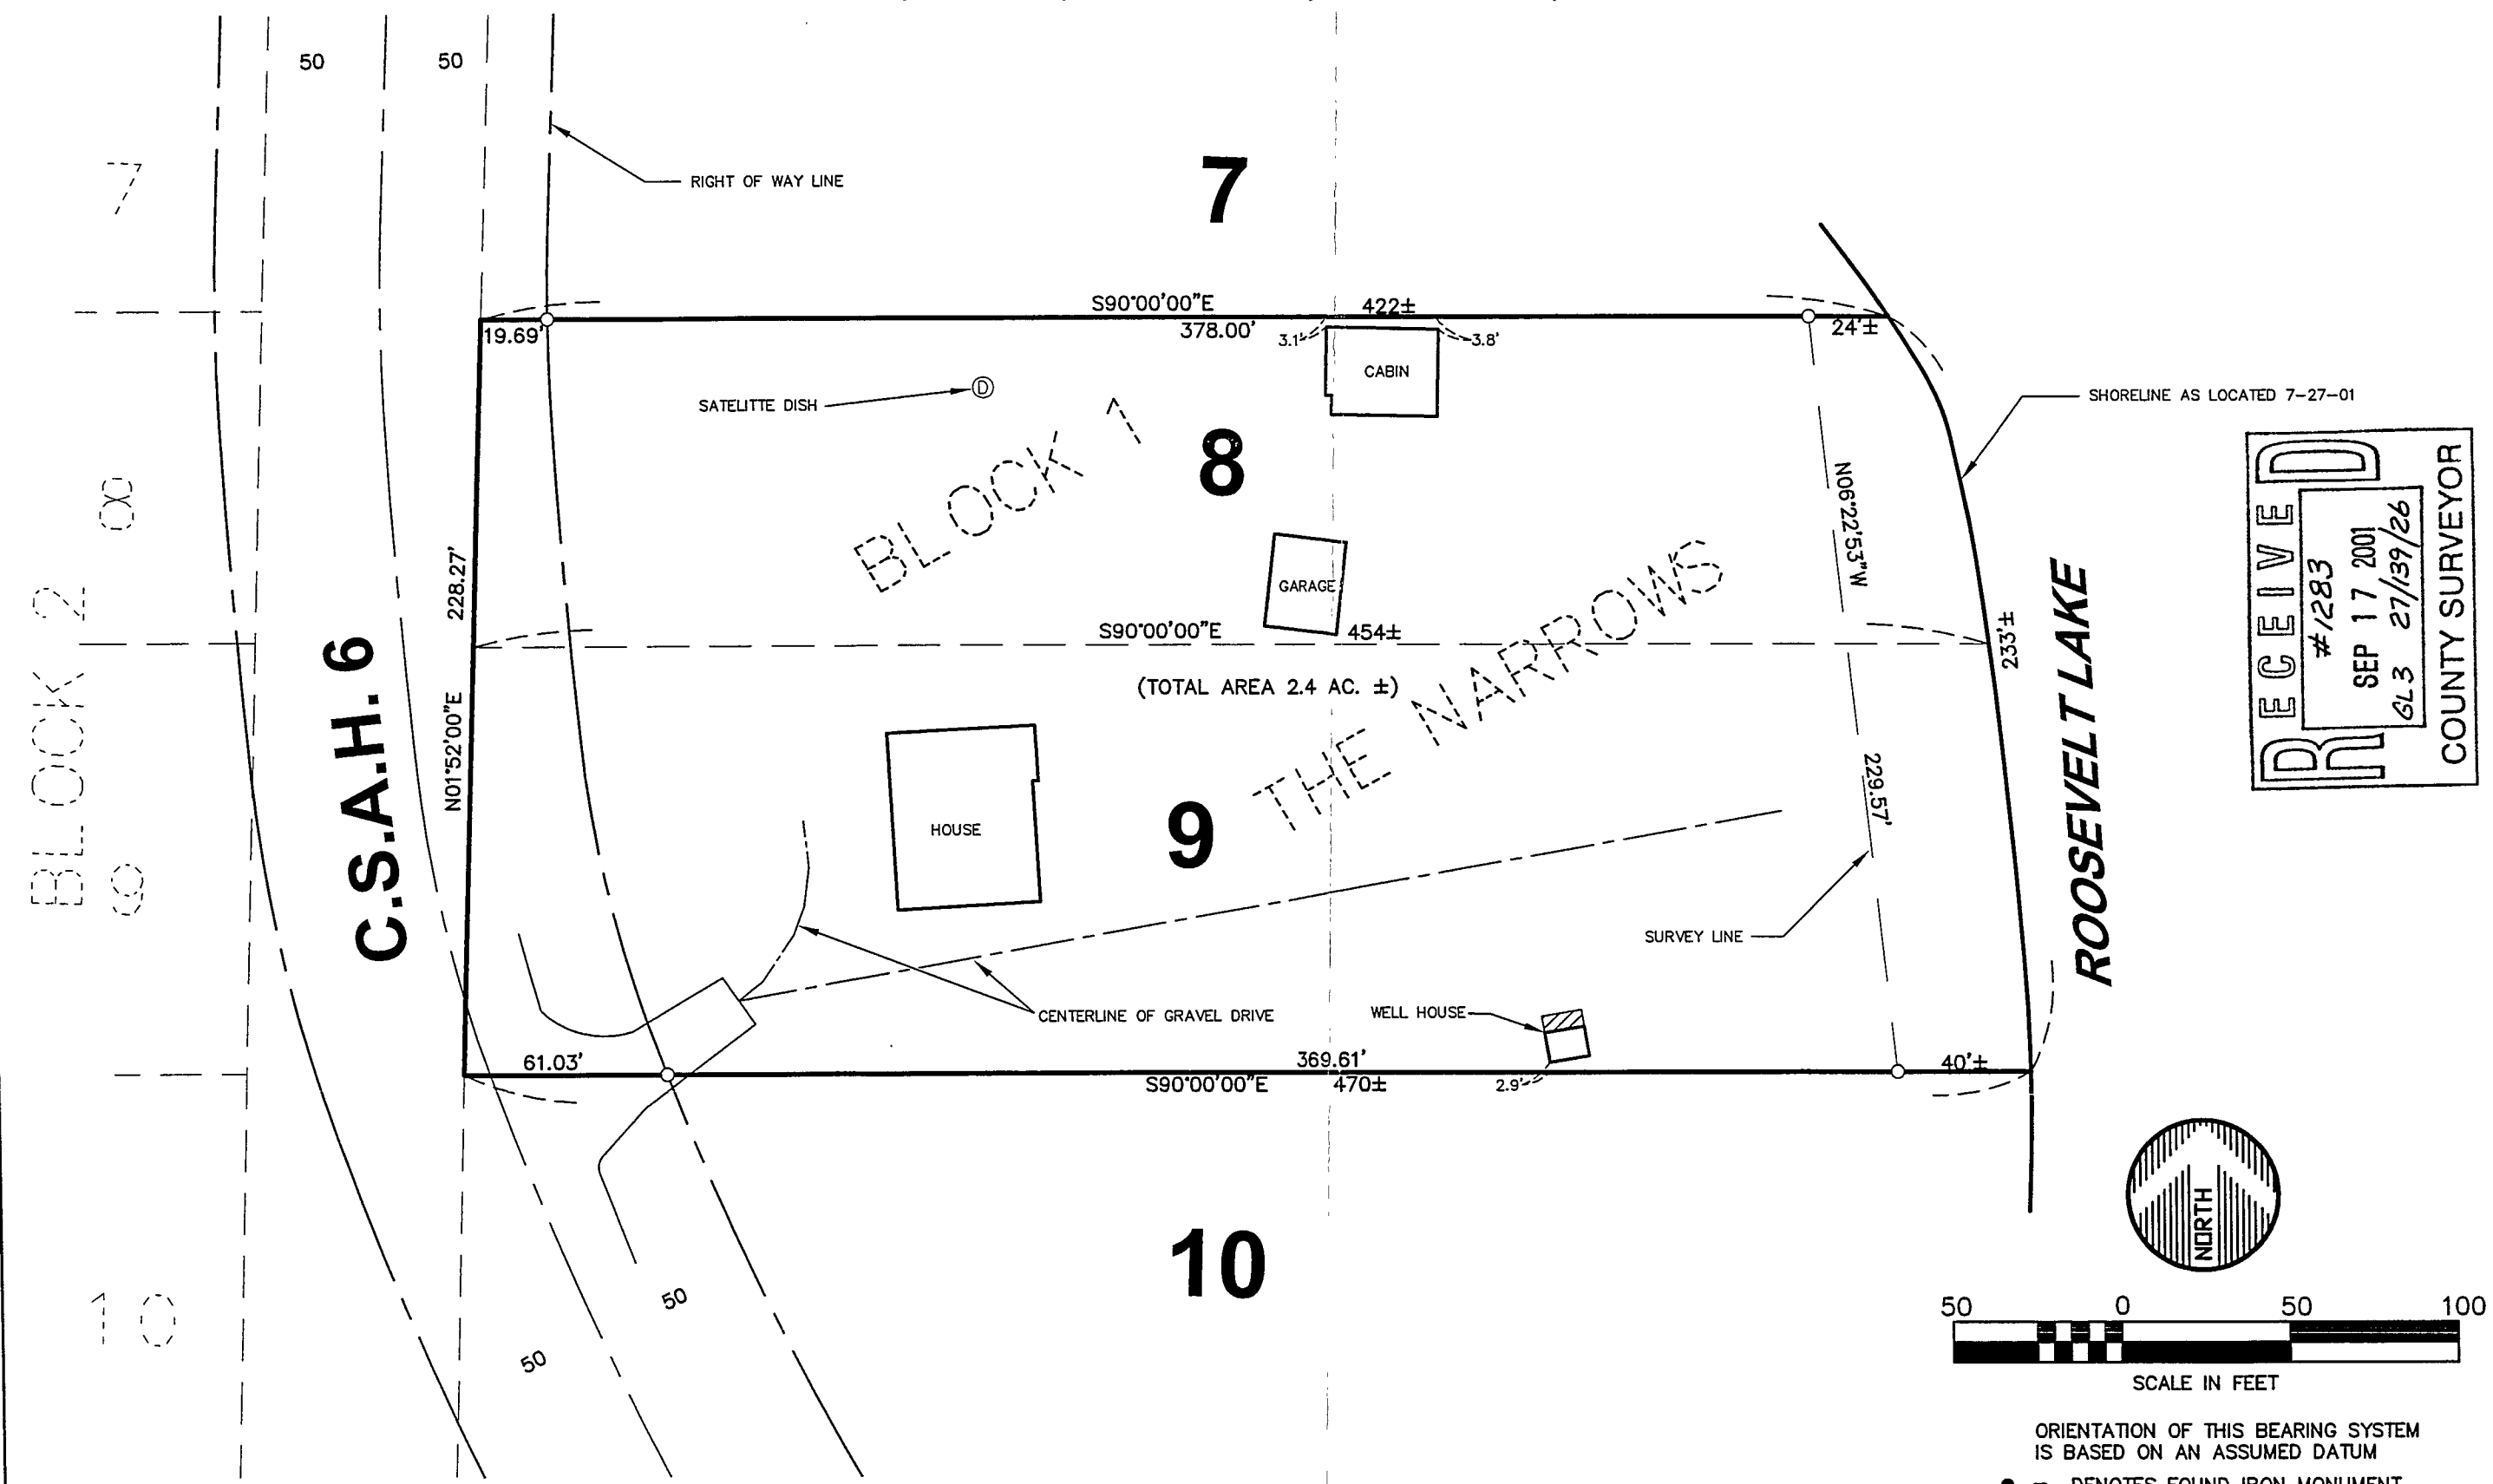 50
50
7
RIGHT OF WAY LINE
7
S90°00'00"E
422±
19.69'
378.00'
3.1'
3.8'
24'±
CABIN
SATELITTE DISH
D
SHORELINE AS LOCATED 7-27-01
BLOCK 1
8
8
N06°22'53"W
RECEIVED
#1283
SEP 17 2001
GL3 27/139/26
COUNTY SURVEYOR
GARAGE
228.27'
S90°00'00"E
454±
233'±
(TOTAL AREA 2.4 AC. ±)
THE NARROWS
BLOCK 2
C.S.A.H. 6
N01°52'00"E
ROOSEVELT LAKE
229.57'
HOUSE
9
9
SURVEY LINE
CENTERLINE OF GRAVEL DRIVE
WELL HOUSE
61.03'
369.61'
40'±
S90°00'00"E
470±
2.9'
NORTH
10
10
50
50
50 0 50 100
SCALE IN FEET
ORIENTATION OF THIS BEARING SYSTEM
IS BASED ON AN ASSUMED DATUM
= DENOTES FOUND IRON MONUMENT